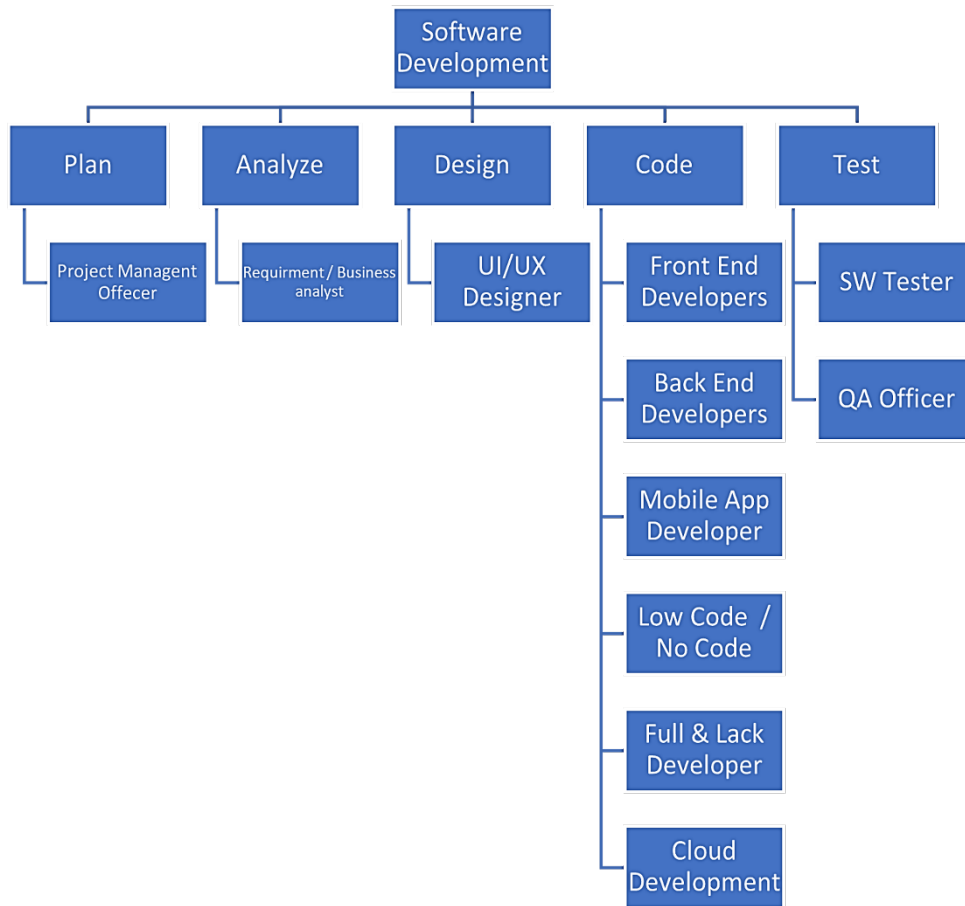 Software
Development
Plan
Analyze
Design
Code
Test
Project Managent
Offecer
Requirment / Business
analyst
UI/UX
Designer
Front End
Developers
SW Tester
Back End
Developers
QA Officer
Mobile App
Developer
Low Code /
No Code
Full & Lack
Developer
Cloud
Development